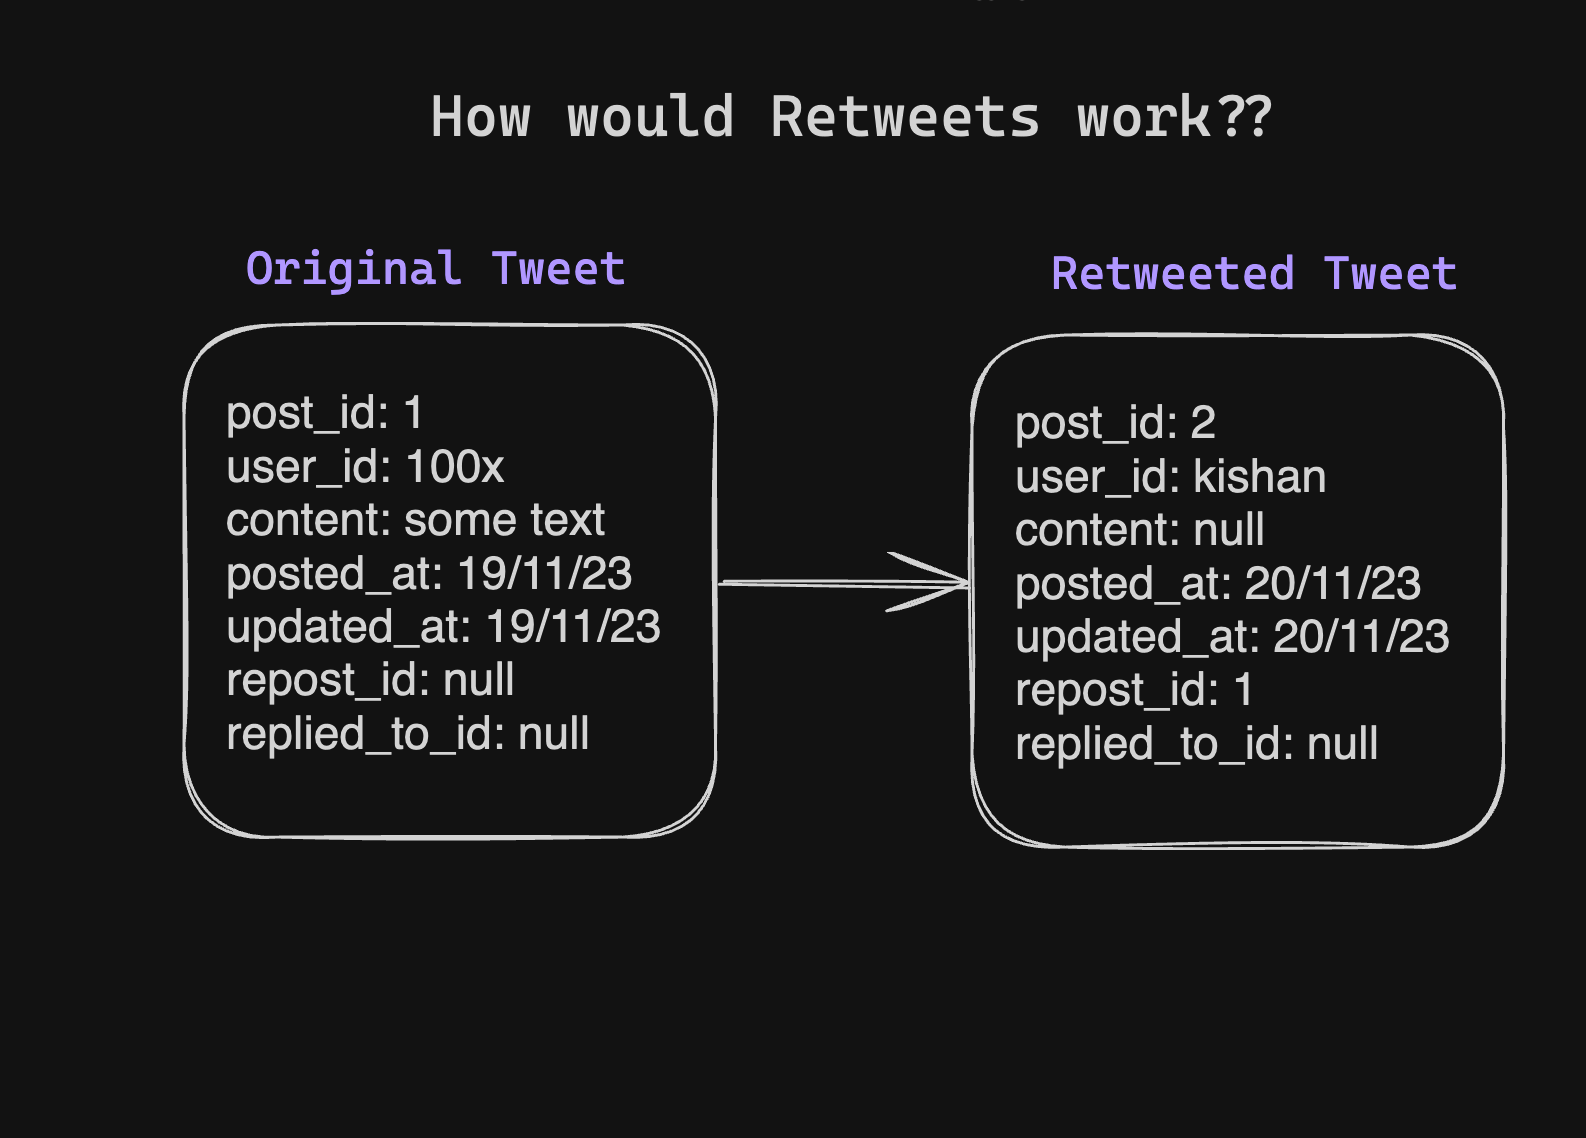 How would Retweets work??
Original Tweet
post_id: 1
user_id: 100x
content: some text
posted_at: 19/11/23
updated_at: 19/11/23
repost_id: null
replied_to_id: null
Retweeted Tweet
post_id: 2
user_id: kishan
content: null
posted_at: 20/11/23
updated_at: 20/11/23
repost_id: 1
replied_to_id: null